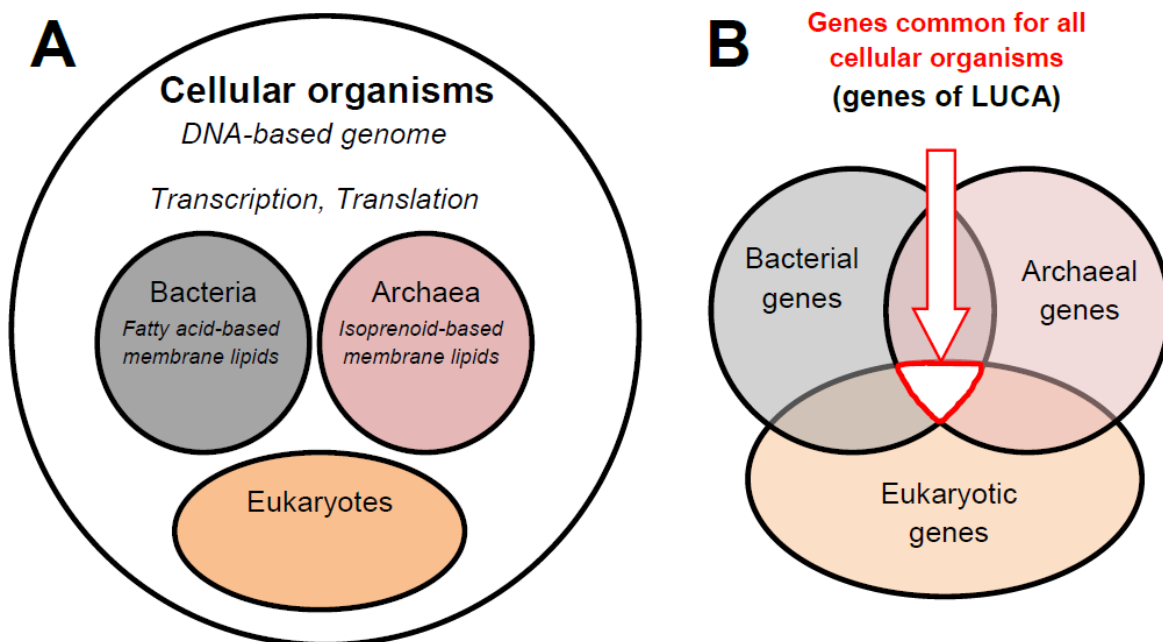 A
Cellular organisms
DNA-based genome
Transcription, Translation
Bacteria
Fatty acid-based
membrane lipids
Archaea
Isoprenoid-based
membrane lipids
Eukaryotes
B
Genes common for all
cellular organisms
(genes of LUCA)
Bacterial
genes
Archaeal
genes
Eukaryotic
genes